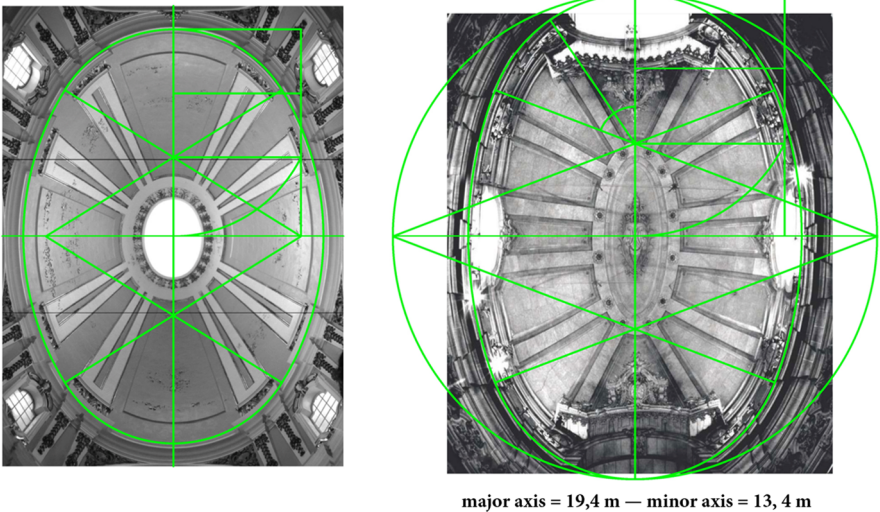 major axis = 19,4 m — minor axis = 13, 4 m